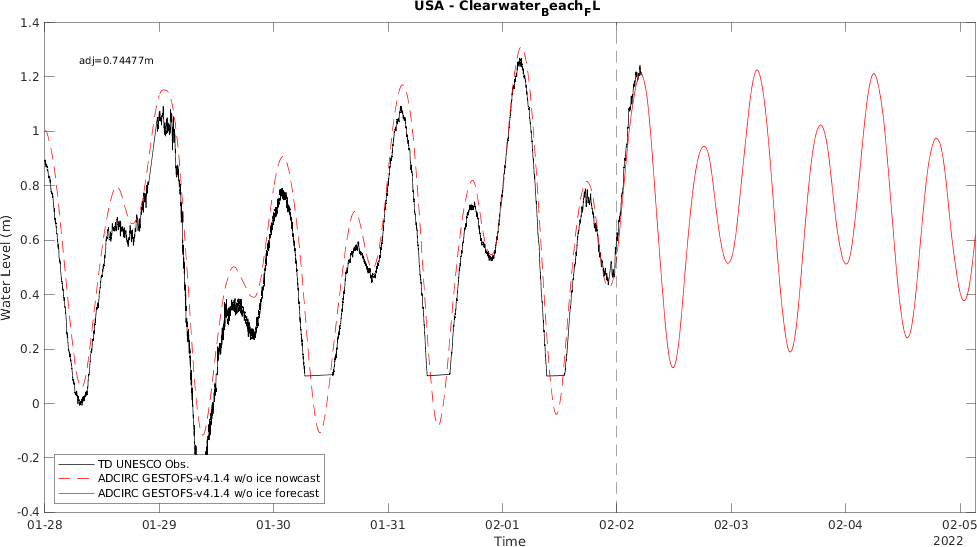 USA - Clearwater_Beach_FL
1.4
1.2
1
0.8
0.6
0.4
0.2
0
-0.2
-0.4
Water Level (m)
adj=0.74477m
TD UNESCO Obs.
ADCIRC GESTOFS-v4.1.4 w/o ice nowcast
ADCIRC GESTOFS-v4.1.4 w/o ice forecast
01-28 01-29 01-30 01-31 02-01 02-02 02-03 02-04 02-05
Time
2022